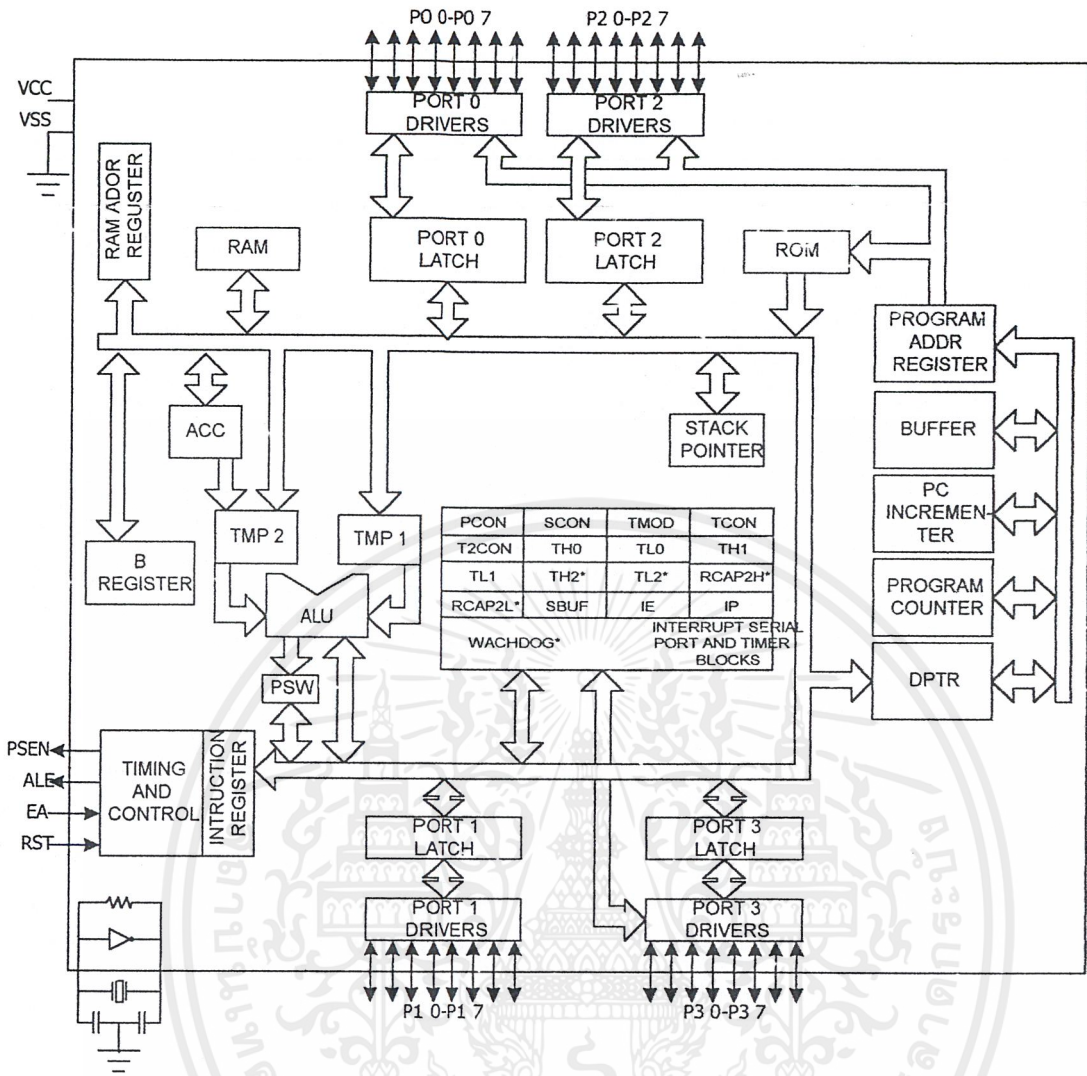 P0 0-P0 7
P2 0-P2 7
VCC
VSS
PORT 0
DRIVERS
PORT 2
DRIVERS
RAM ADOR
REGUSTER
RAM
PORT 0
LATCH
PORT 2
LATCH
ROM
PROGRAM
ADDR
REGISTER
BUFFER
PC
INCREMEN-
TER
PROGRAM
COUNTER
DPTR
ACC
STACK
POINTER
TMP 2
TMP 1
B
REGISTER
ALU
PSW
PCON SCON TMOD TCON
T2CON TH0 TL0 TH1
TL1 TH2* TL2* RCAP2H*
RCAP2L* SBUF IE IP
WACHDOG*
INTERRUPT SERIAL
PORT AND TIMER
BLOCKS
PSEN
ALE
EA
RST
TIMING
AND
CONTROL
INTRUCTION
REGISTER
PORT 1
LATCH
PORT 3
LATCH
PORT 1
DRIVERS
PORT 3
DRIVERS
P1 0-P1 7
P3 0-P3 7